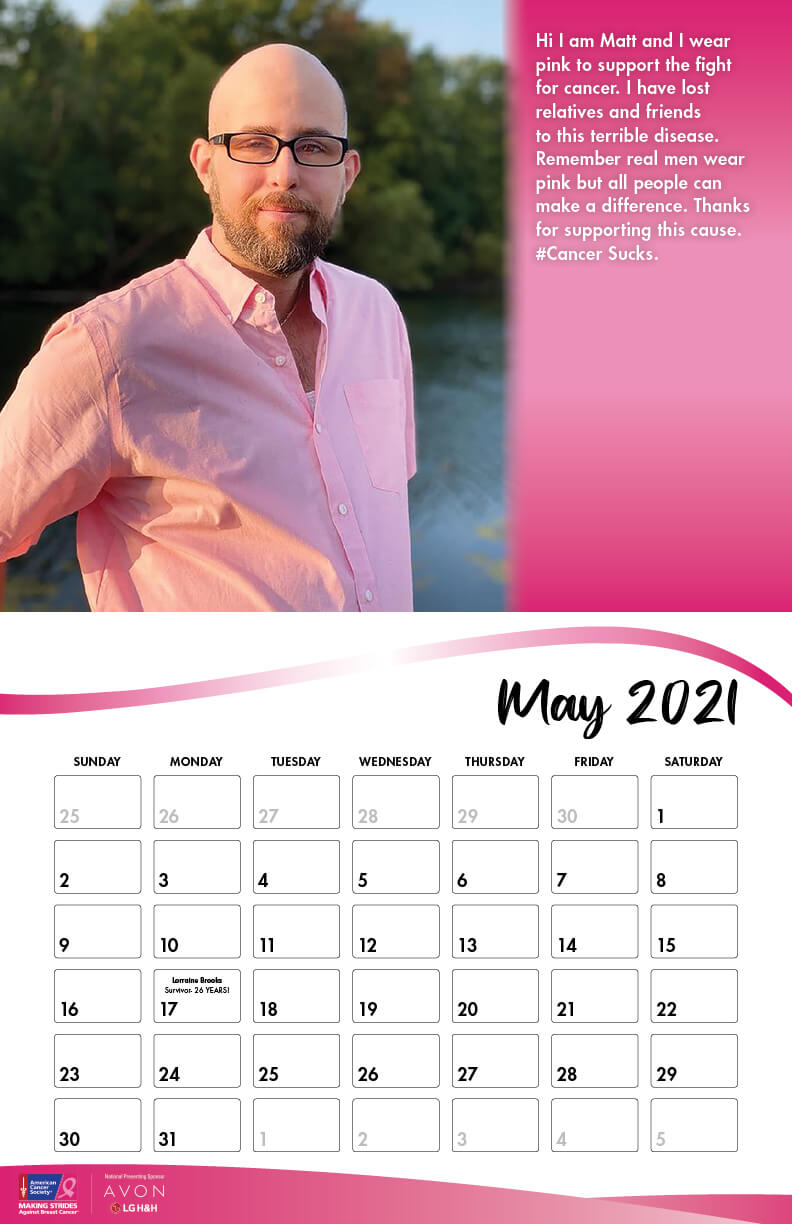 Hi I am Matt and I wear
pink to support the fight
for cancer. I have lost
relatives and friends
to this terrible disease.
Remember real men wear
pink but all people can
make a difference. Thanks
for supporting this cause.
#Cancer Sucks.
May 2021
SUNDAY MONDAY TUESDAY WEDNESDAY THURSDAY FRIDAY SATURDAY
25 26 27 28 29 30 1
2 3 4 5 6 7 8
9 10 11 12 13 14 15
Lorraine Brooks
Survivor- 26 YEARS!
16 17 18 19 20 21 22
23 24 25 26 27 28 29
30 31 1 2 3 4 5
American
Cancer
Society®
MAKING STRIDES
Against Breast Cancer™
National Presenting Sponsor
AVON
LG H&H